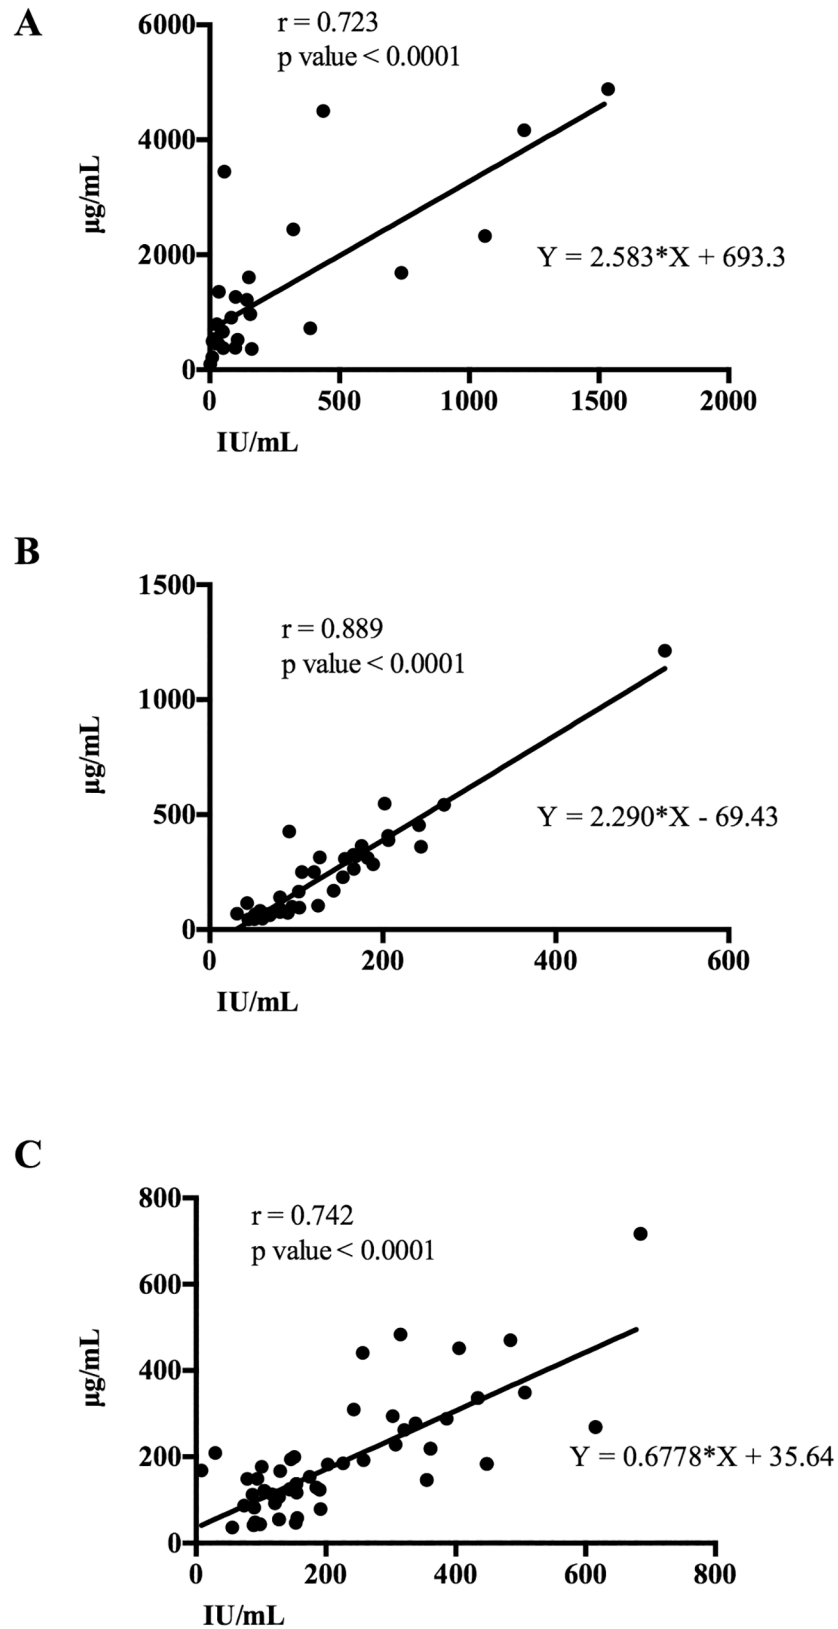 A
r = 0.723
p value < 0.0001
6000
4000
2000
0
µg/mL
Y = 2.583*X + 693.3
0 500 1000 1500 2000
IU/mL
B
r = 0.889
p value < 0.0001
1500
1000
500
0
µg/mL
Y = 2.290*X - 69.43
0 200 400 600
IU/mL
C
r = 0.742
p value < 0.0001
800
600
400
200
0
µg/mL
Y = 0.6778*X + 35.64
0 200 400 600 800
IU/mL